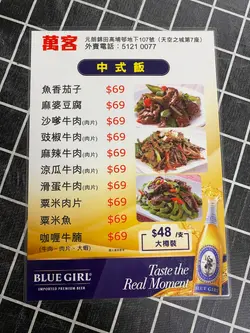 萬客
元朗錦田高埔邨地下107號(天空之城第7座)
外賣電話:5121 0077
中式飯
魚香茄子 $69
麻婆豆腐 $69
沙爹牛肉(肉片) $69
豉椒牛肉(肉片) $69
麻辣牛肉(肉片) $69
涼瓜牛肉(肉片) $69
滑蛋牛肉(肉片) $69
粟米肉片 $69
粟米魚 $69
咖喱牛腩 $69
(牛肉、肉片、大蝦)
$48 /支
大樽裝
BLUE GIRL
IMPORTED PREMIUM BEER
Taste the
Real Moment